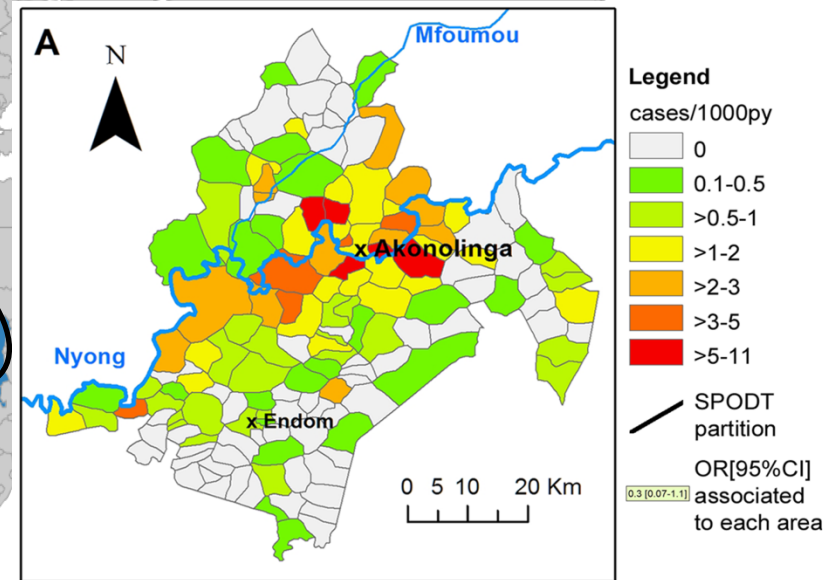 A
N
Mfoumou
x Akonolinga
Nyong
x Endom
0 5 10 20 Km
Legend
cases/1000py
0
0.1-0.5
>0.5-1
>1-2
>2-3
>3-5
>5-11
SPODT
partition
0.3 [0.07-1.1]
OR[95%CI]
associated
to each area